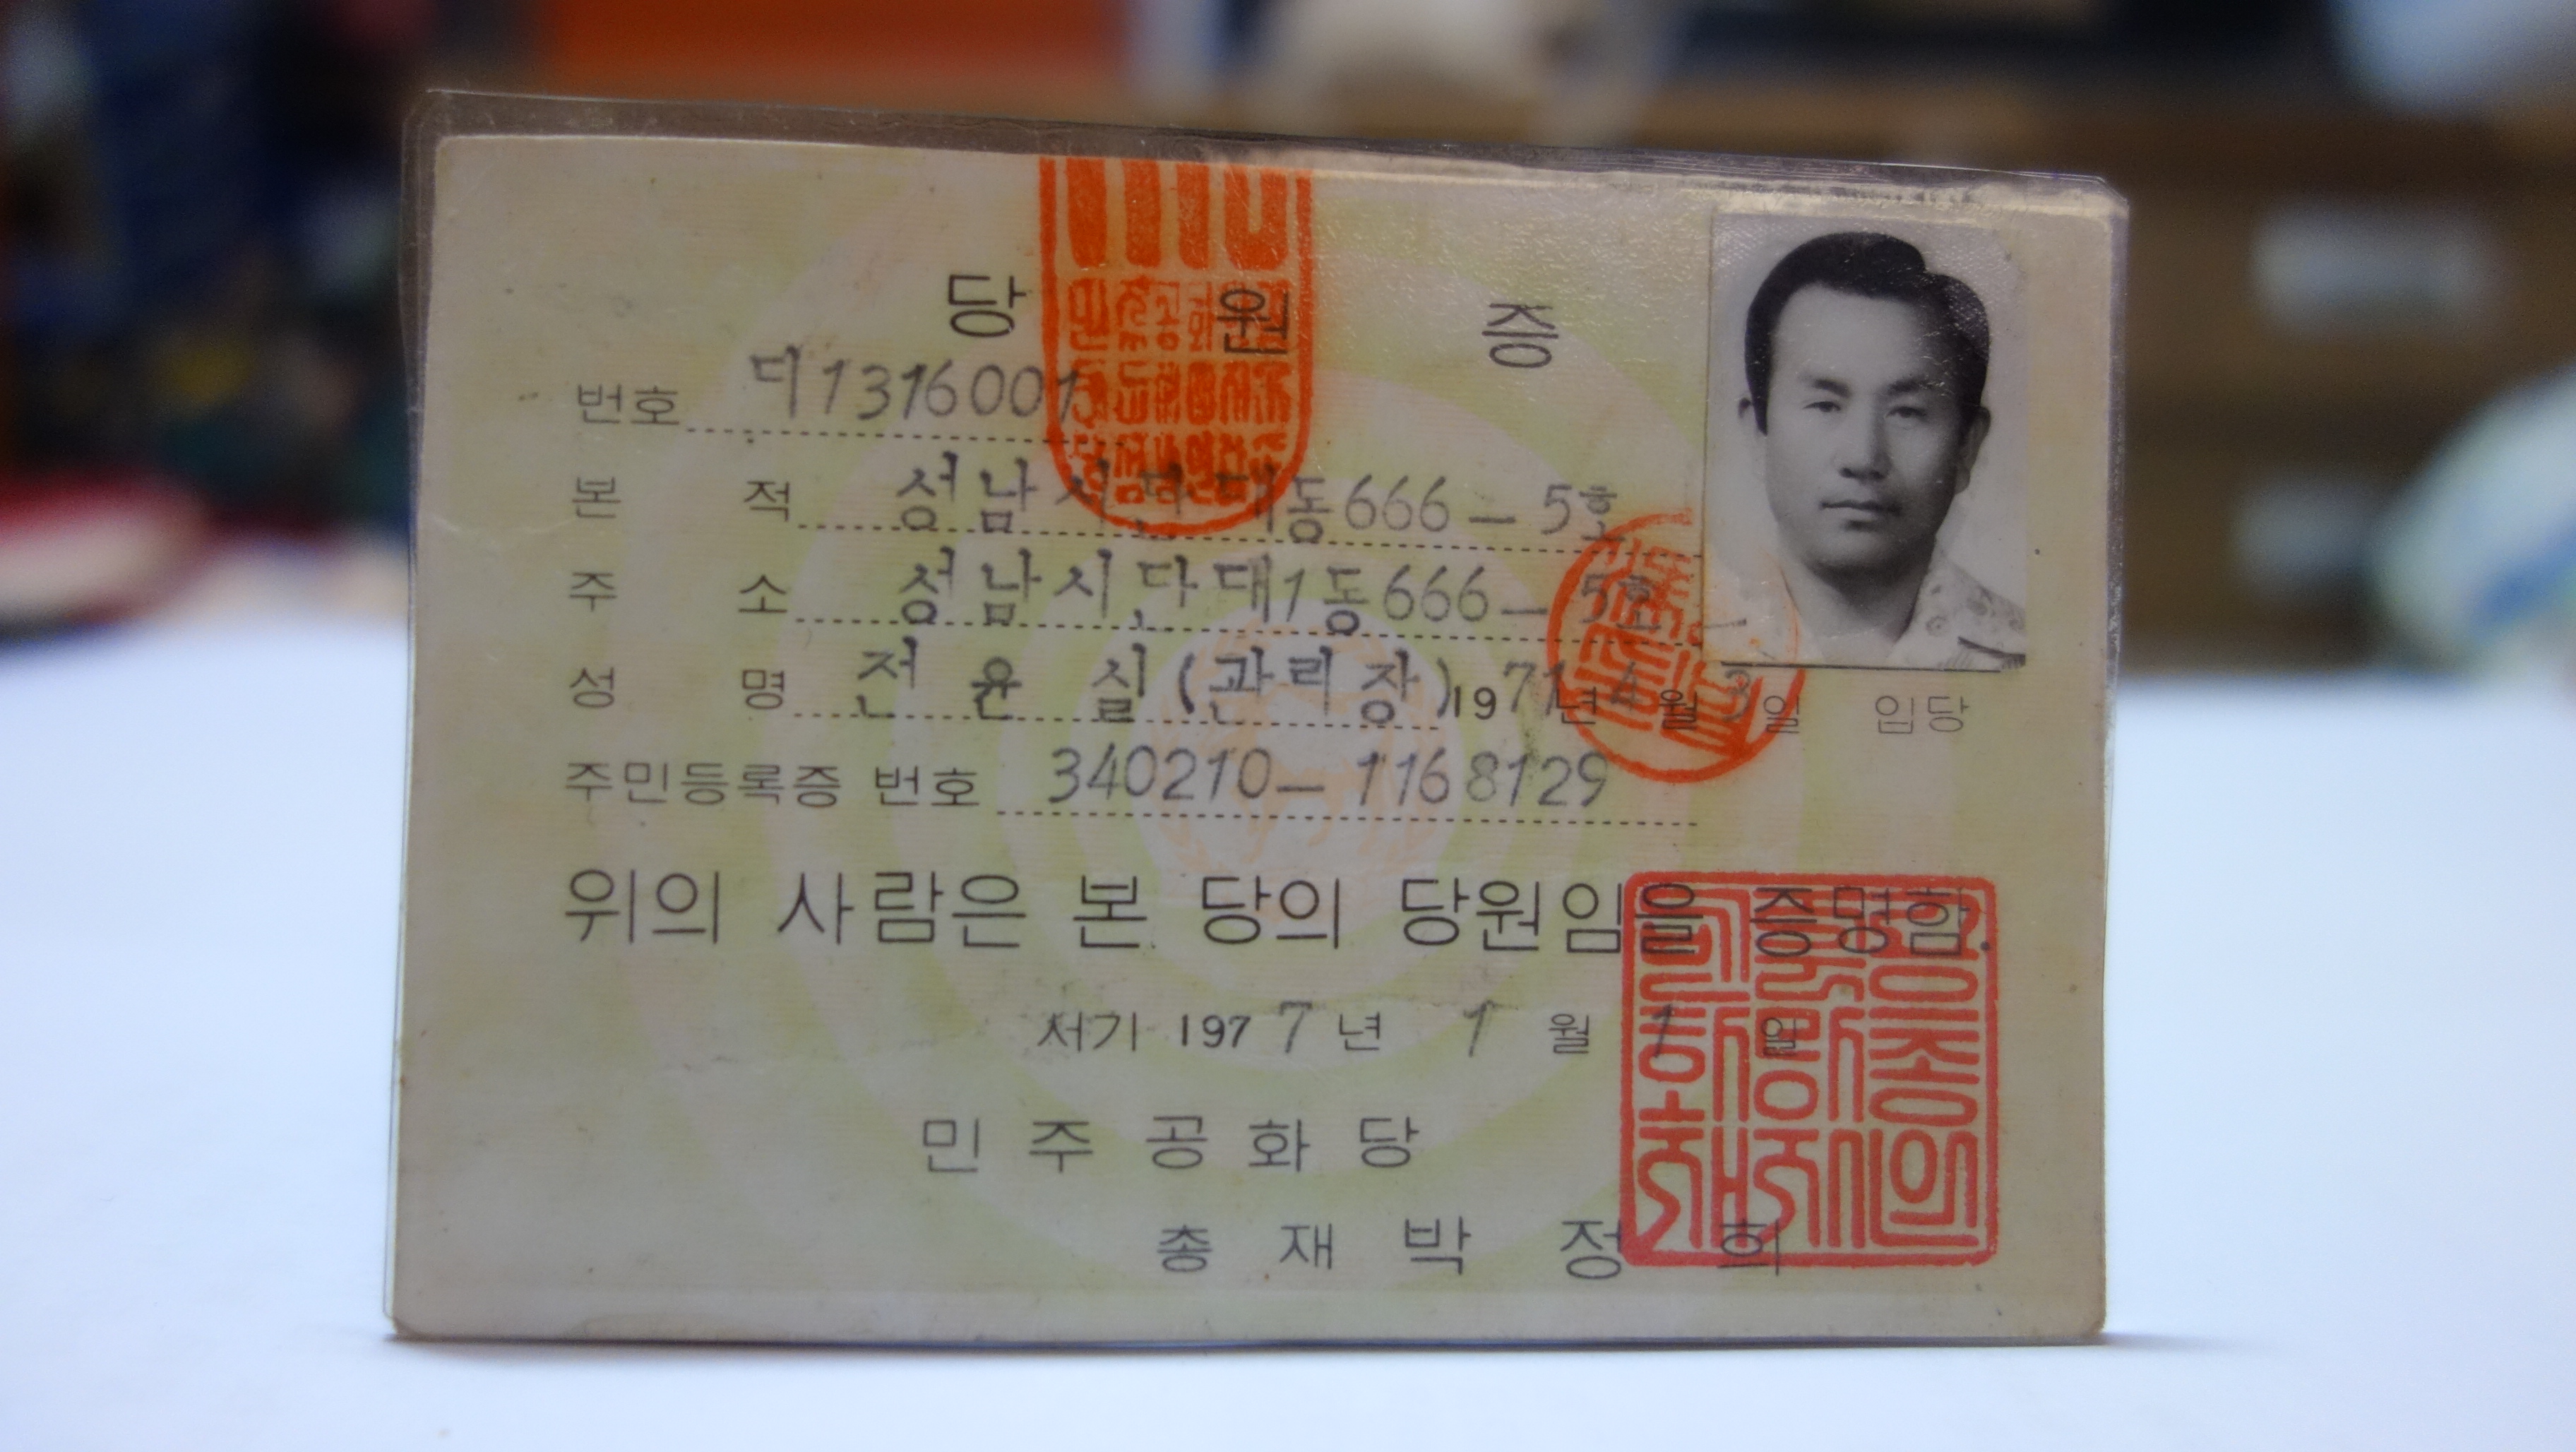 당 원 증
번호 더1316001
본 적 성남시단대동666-5호
주 소 성남시단대1동666-5호
성 명 전윤실(관리장) 1971년 4월 3일 입당
주민등록증 번호 340210-1168129
위의 사람은 본 당의 당원임을 증명함.
서기 1977년 1월 1일
민주공화당
총재 박정희